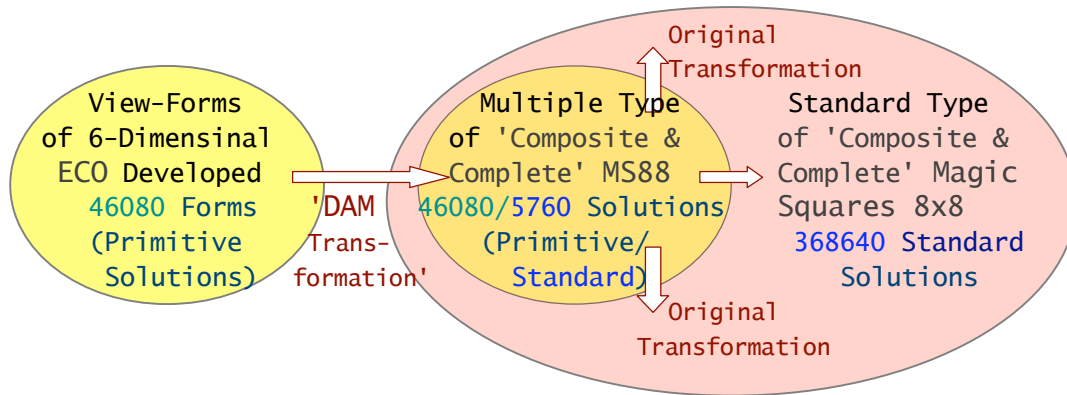 View-Forms
of 6-Dimensinal
ECO Developed
46080 Forms
(Primitive
Solutions)
'DAM
Trans-
formation'
Original
Transformation
Multiple Type
of 'Composite &
Complete' MS88
46080/5760 Solutions
(Primitive/
Standard)
Original
Transformation
Standard Type
of 'Composite &
Complete' Magic
Squares 8x8
368640 Standard
Solutions